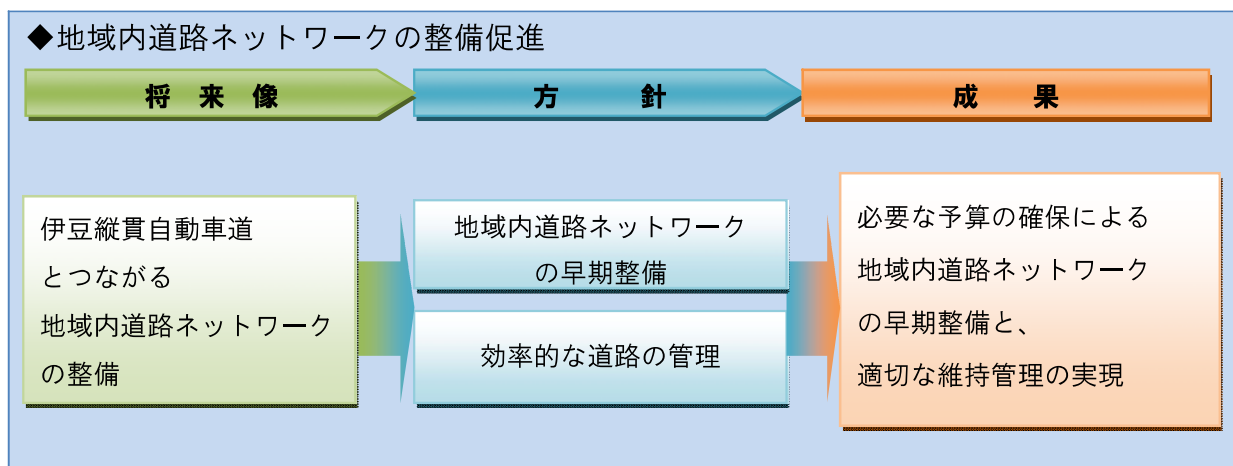 ◆地域内道路ネットワークの整備促進
将来像
方針
成果
伊豆縦貫自動車道
とつながる
地域内道路ネットワーク
の整備
地域内道路ネットワーク
の早期整備
効率的な道路の管理
必要な予算の確保による
地域内道路ネットワーク
の早期整備と、
適切な維持管理の実現